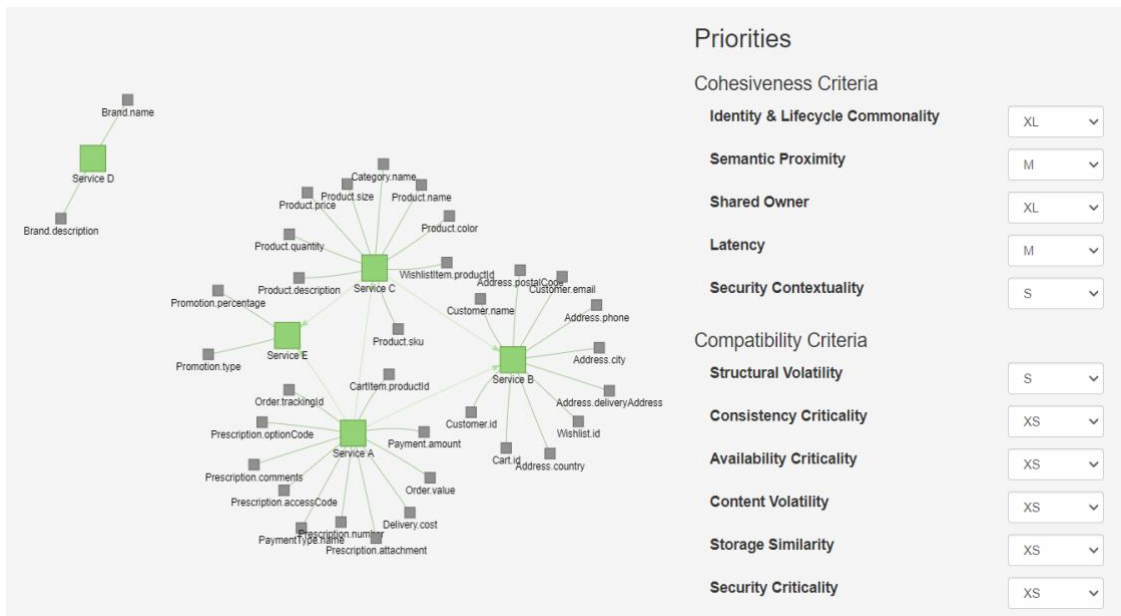 Brand.name
Service D
Brand.description
Category.name
Product.size
Product.name
Product.price
Product.color
Product.quantity
WishlistItem.productId
Product.description
Service C
Promotion.percentage
Product.sku
Service E
Promotion.type
Address.postalCode
Customer.email
Customer.name
Address.phone
Address.city
Service B
Address.deliveryAddress
Customer.id
Wishlist.id
Cart.id
Address.country
CartItem.productId
Order.trackingId
Prescription.optionCode
Payment.amount
Service A
Prescription.comments
Order.value
Prescription.accessCode
Delivery.cost
Prescription.number
PaymentType.name
Prescription.attachment
Priorities
Cohesiveness Criteria
Identity & Lifecycle Commonality XL
Semantic Proximity M
Shared Owner XL
Latency M
Security Contextuality S
Compatibility Criteria
Structural Volatility S
Consistency Criticality XS
Availability Criticality XS
Content Volatility XS
Storage Similarity XS
Security Criticality XS